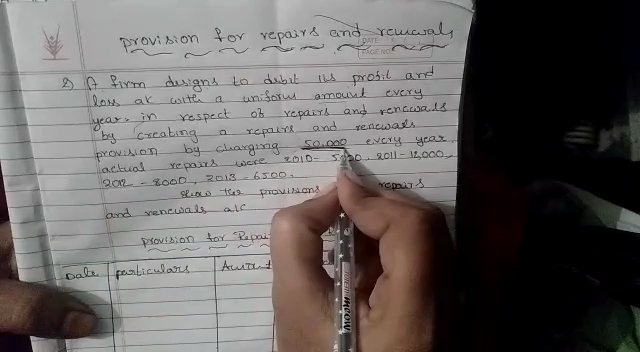 provision for repairs and renewals
DATE
PAGE NO.
2) A firm designs to debit its profit and
loss a/c with a uniform amount every
year in respect of repairs and renewals
by creating a repairs and renewals
provision by charging 50,000 every year.
actual repairs were 2010- 5000, 2011-12,000,
2012 -8000, 2013-6500.
show the provisions repairs
and renewals a/c
provision for Repai
Date particulars Amount